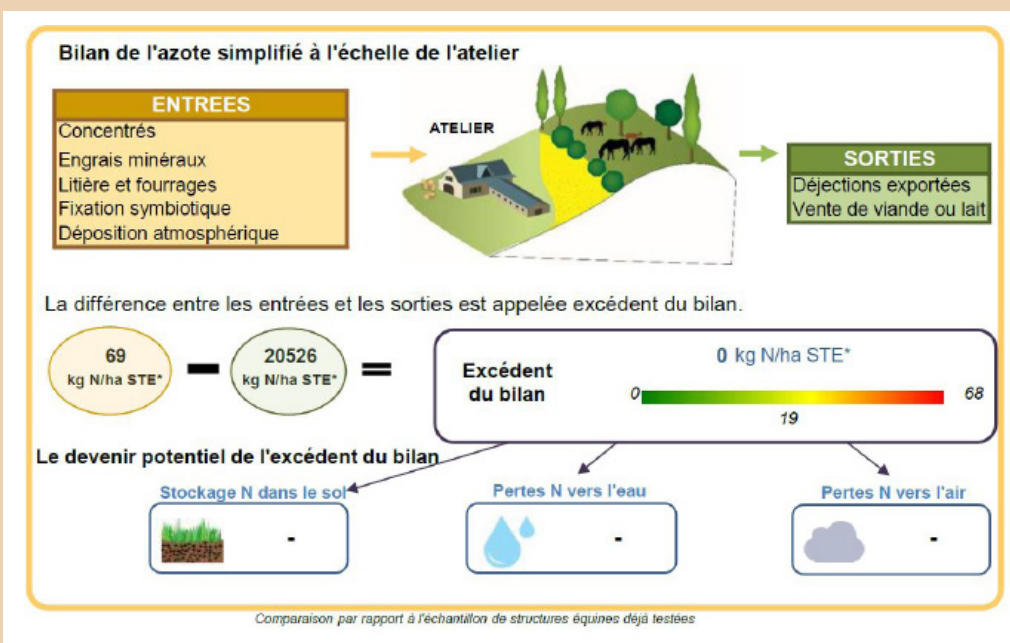 Bilan de l'azote simplifié à l'échelle de l'atelier
ENTREES
Concentrés
Engrais minéraux
Litière et fourrages
Fixation symbiotique
Déposition atmosphérique
ATELIER
SORTIES
Déjections exportées
Vente de viande ou lait
La différence entre les entrées et les sorties est appelée excédent du bilan.
69
kg N/ha STE*
20526
kg N/ha STE*
Excédent
du bilan
0 kg N/ha STE*
0
68
19
Le devenir potentiel de l'excédent du bilan
Stockage N dans le sol
-
Pertes N vers l'eau
-
Pertes N vers l'air
-
Comparaison par rapport à l'échantillon de structures équines déjà testées